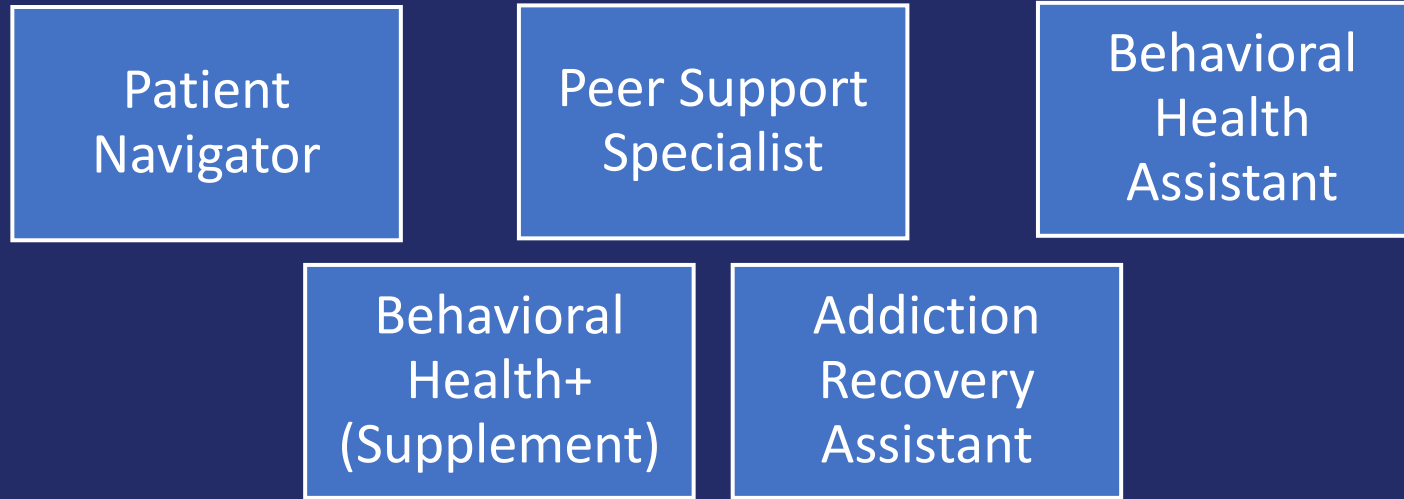 Patient
Navigator
Peer Support
Specialist
Behavioral
Health
Assistant
Behavioral
Health+
(Supplement)
Addiction
Recovery
Assistant